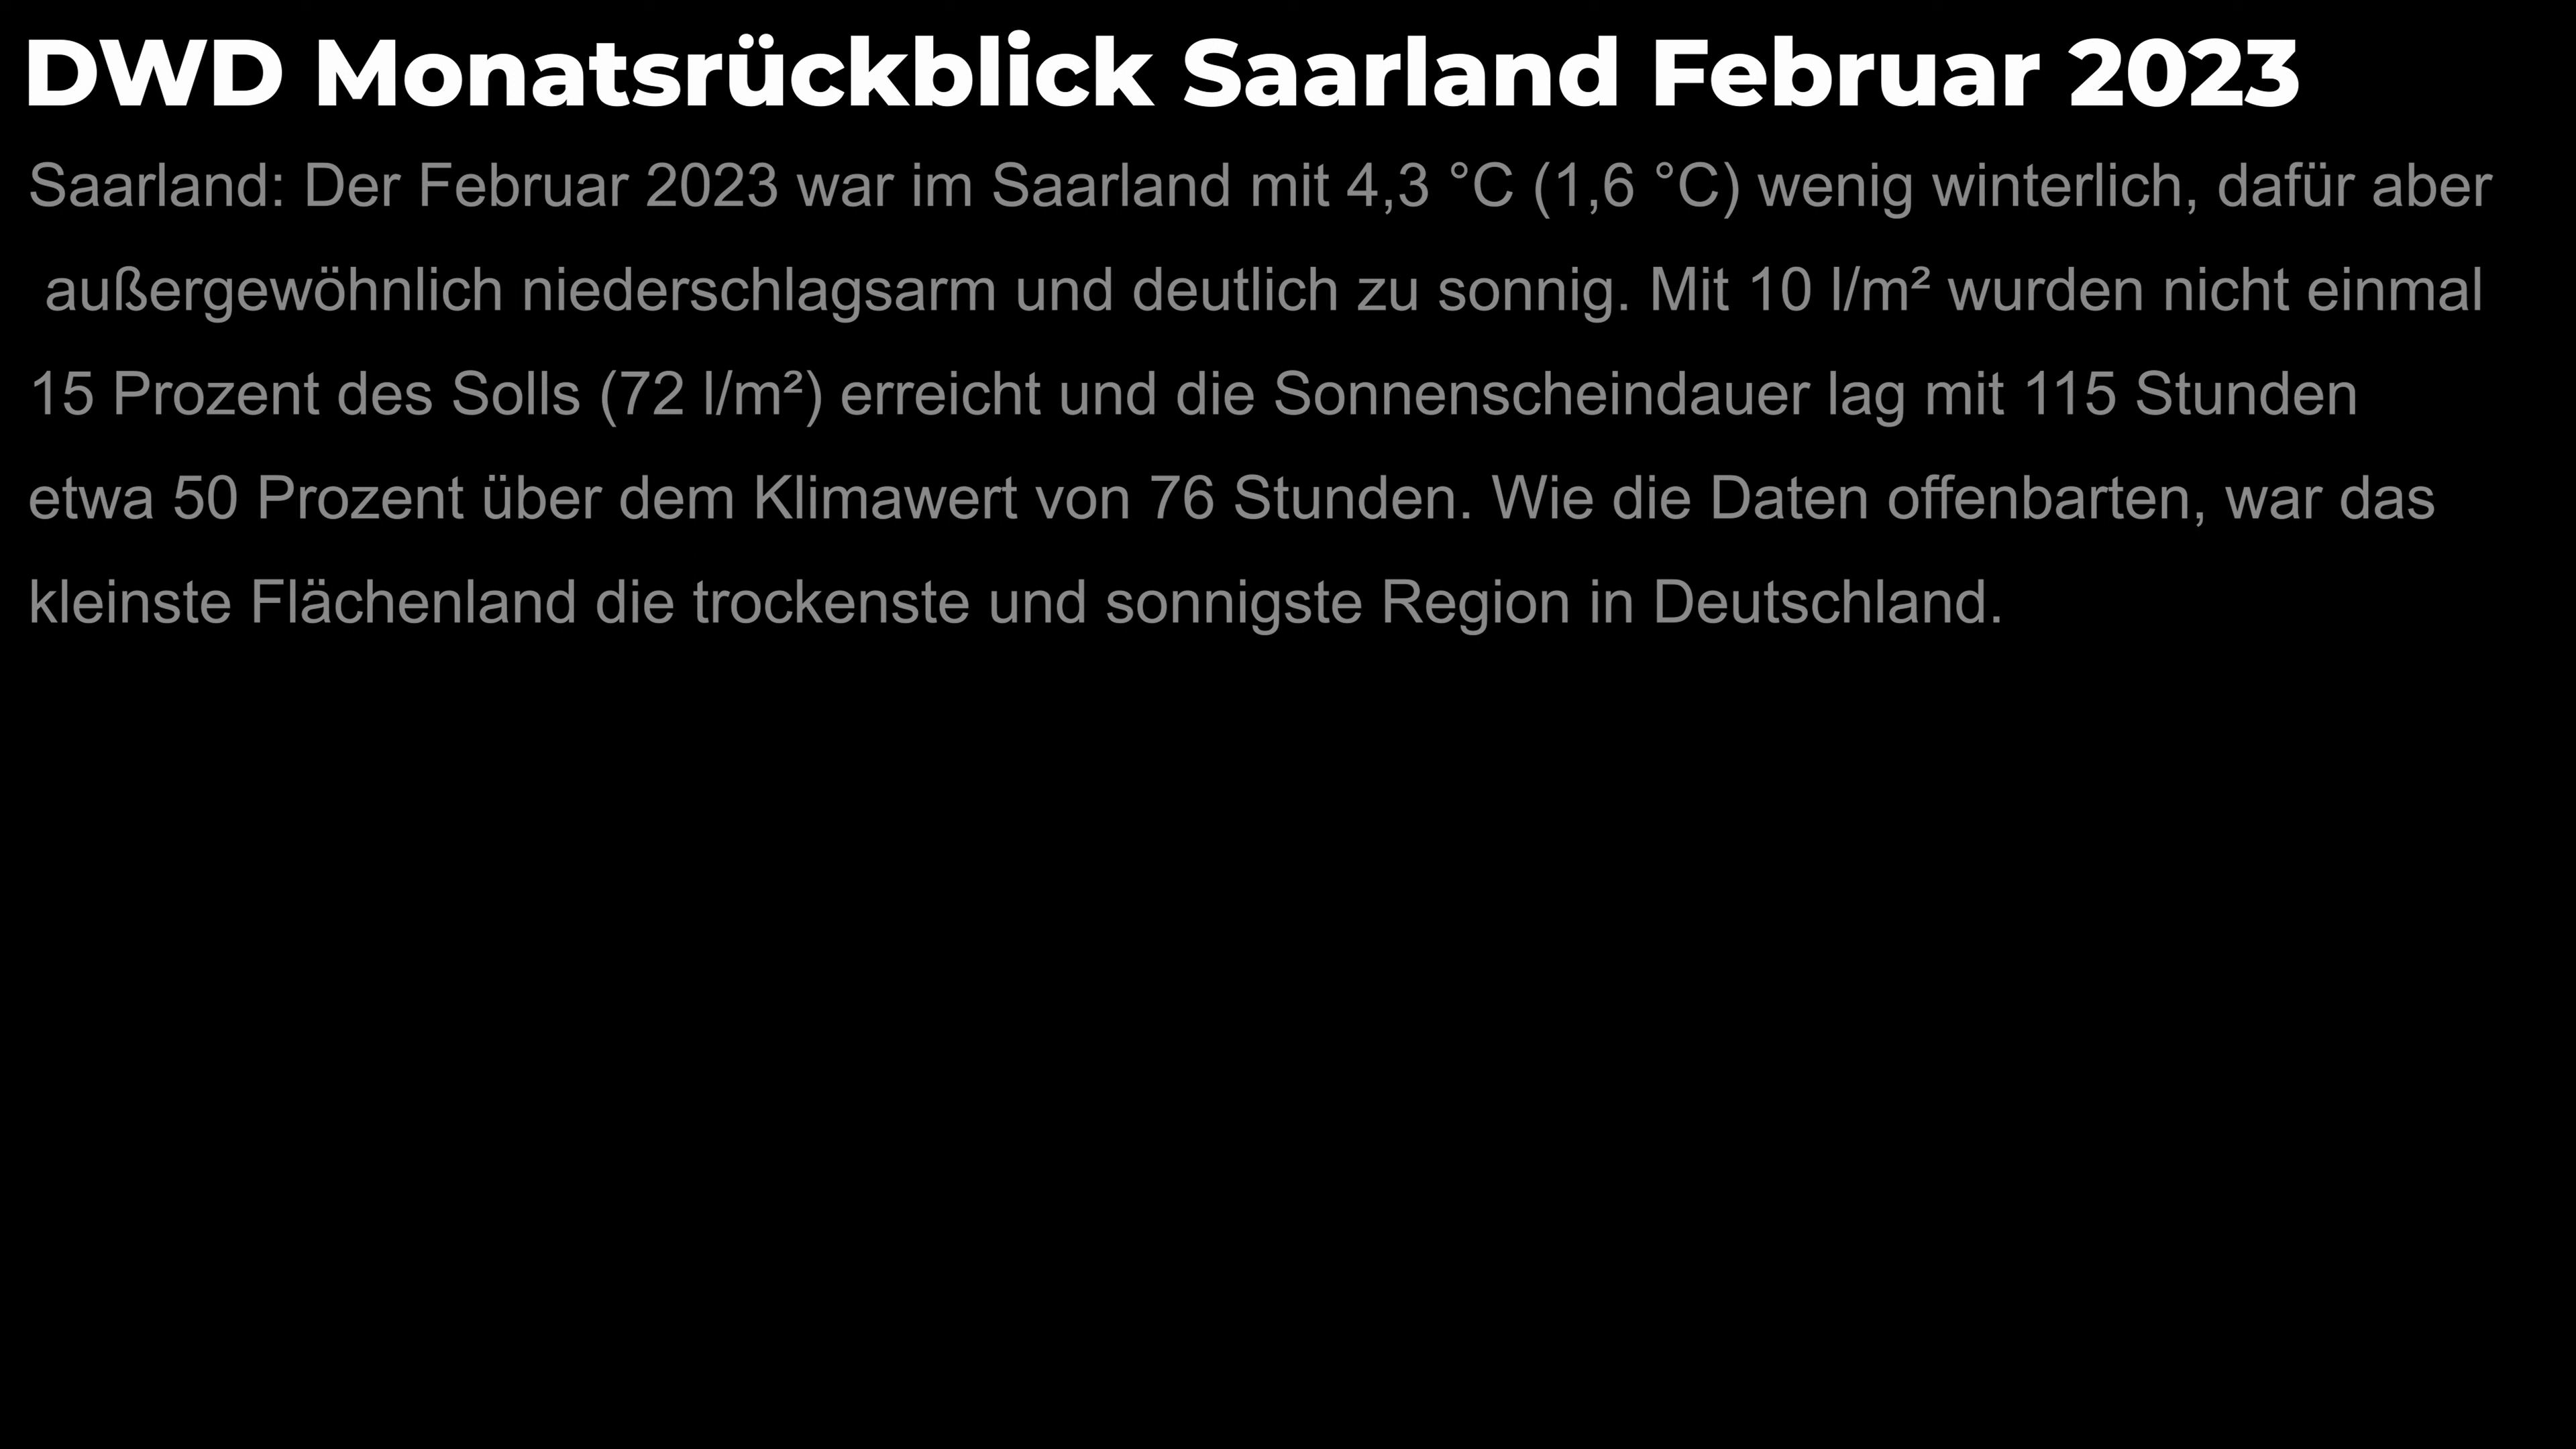 DWD Monatsrückblick Saarland Februar 2023
Saarland: Der Februar 2023 war im Saarland mit 4,3 °C (1,6 °C) wenig winterlich, dafür aber
außergewöhnlich niederschlagsarm und deutlich zu sonnig. Mit 10 l/m² wurden nicht einmal
15 Prozent des Solls (72 l/m²) erreicht und die Sonnenscheindauer lag mit 115 Stunden
etwa 50 Prozent über dem Klimawert von 76 Stunden. Wie die Daten offenbarten, war das
kleinste Flächenland die trockenste und sonnigste Region in Deutschland.